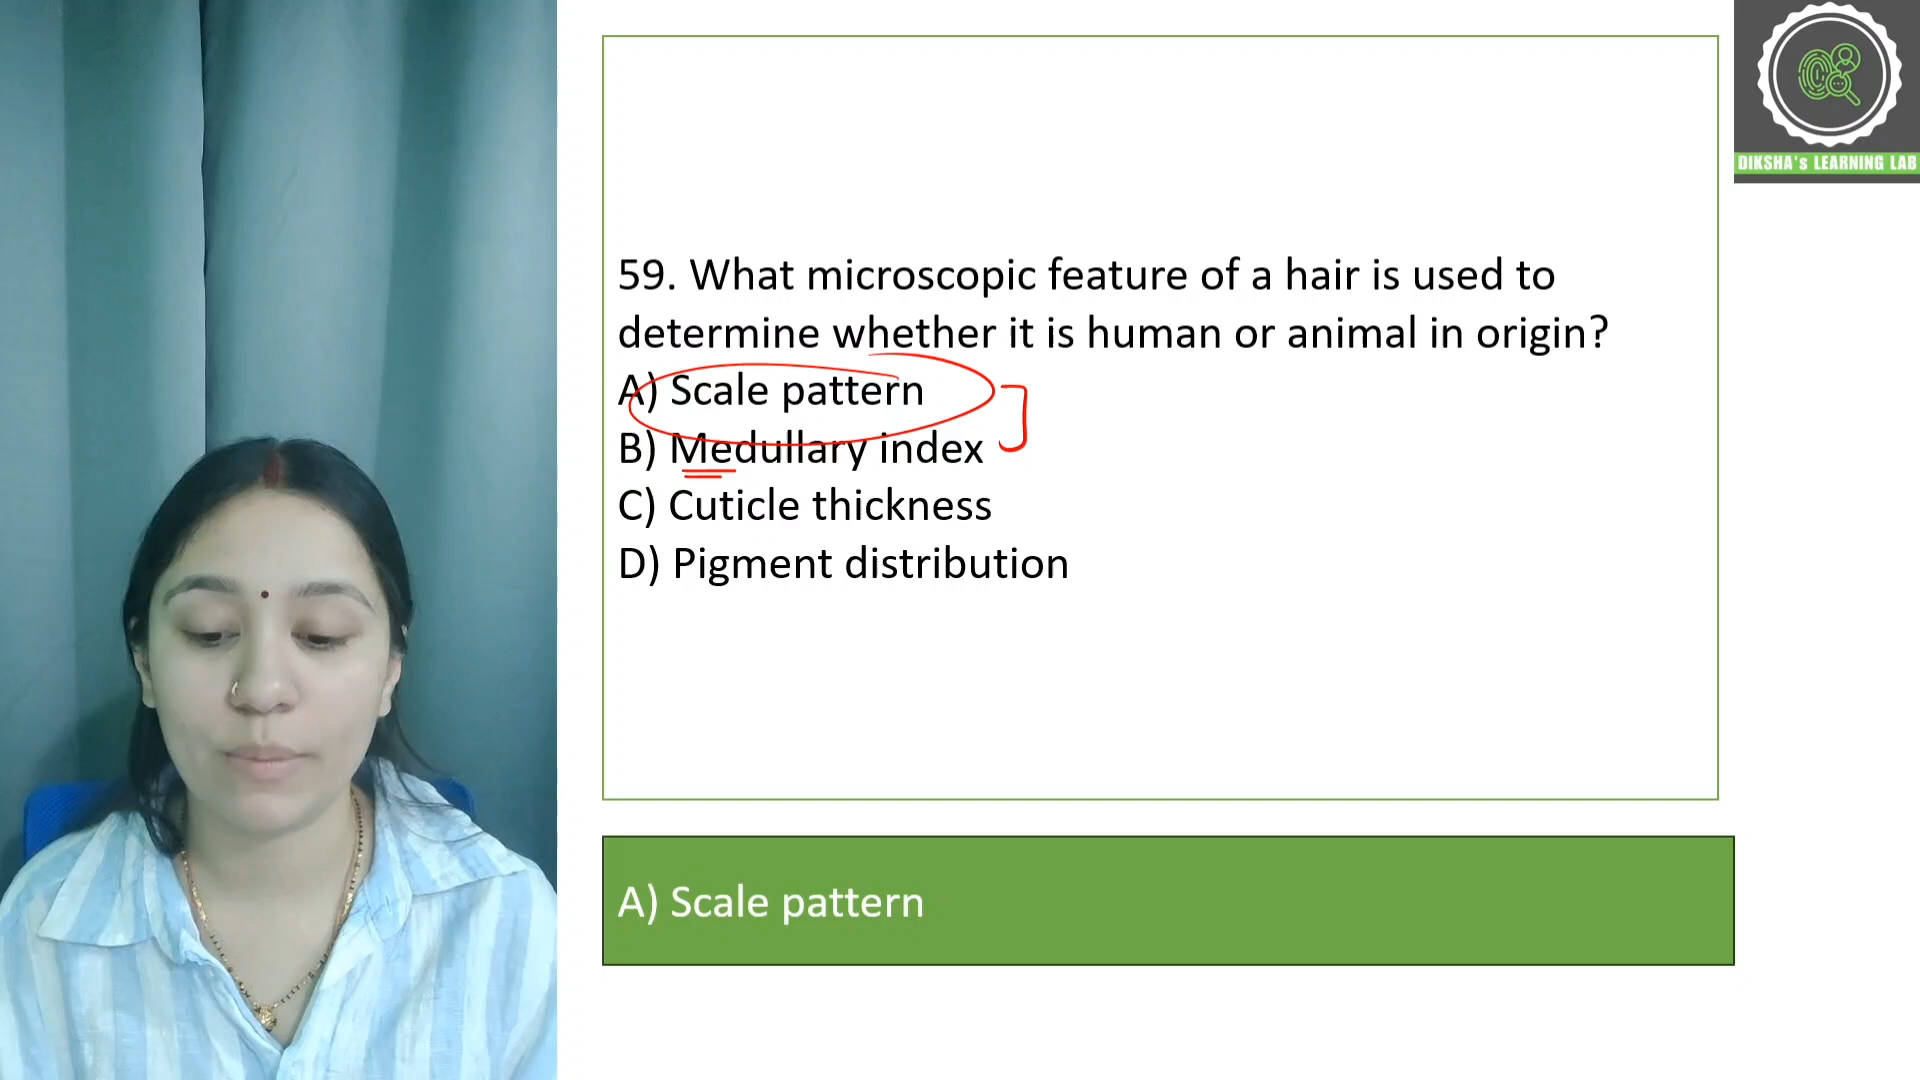 DIKSHA's LEARNING LAB
59. What microscopic feature of a hair is used to
determine whether it is human or animal in origin?
A) Scale pattern
B) Medullary index
C) Cuticle thickness
D) Pigment distribution
A) Scale pattern